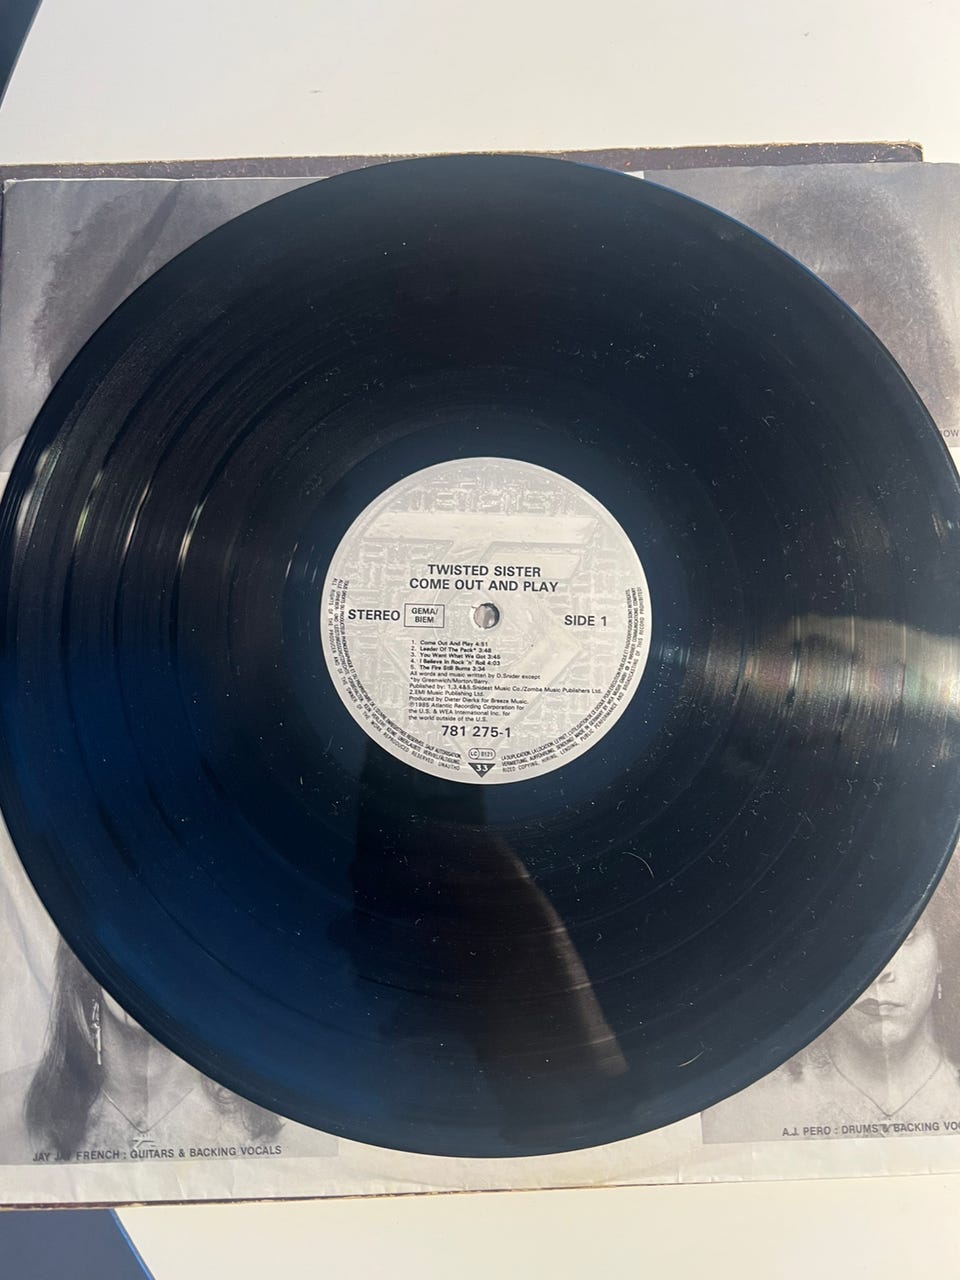 TWISTED SISTER
COME OUT AND PLAY
STEREO GEMA/ BIEM SIDE 1
1. Come Out And Play 4:51
2. Leader Of The Pack* 3:48
3. You Want What We Got 3:45
4. I Believe In Rock 'n' Roll 4:03
5. The Fire Still Burns 3:34
All words and music written by D.Snider except
*by Greenwich/Morton/Barry.
Published by: 1,3,4&5.Snidest Music Co./Zomba Music Publishers Ltd.
2.EMI Music Publishing Ltd.
Produced by Dieter Dierks for Breeze Music.
℗1985 Atlantic Recording Corporation for
the U.S. & WEA International Inc. for
the world outside of the U.S.
781 275-1
LC 0121
33
JAY JAY FRENCH : GUITARS & BACKING VOCALS
A.J. PERO : DRUMS & BACKING VOC